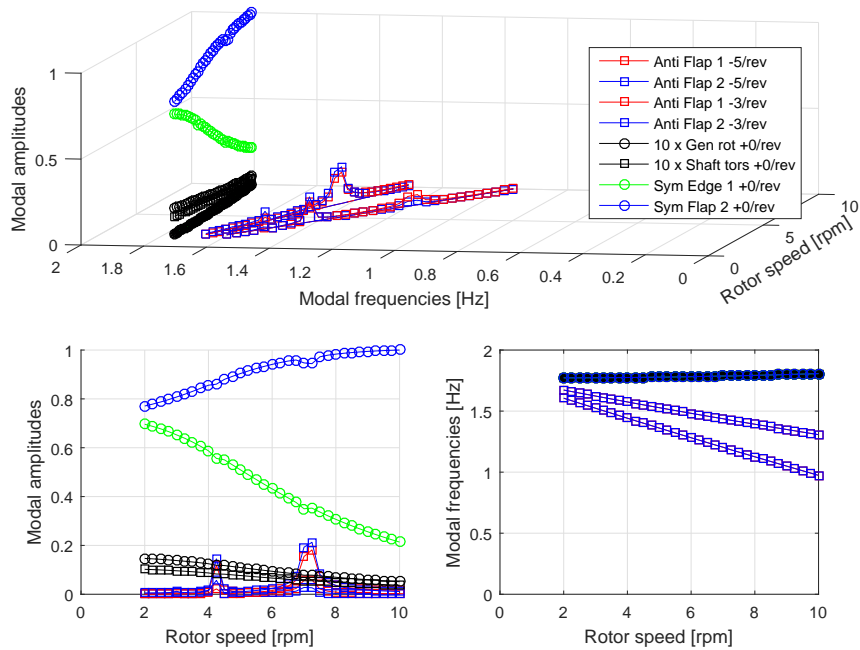 1
0.5
0
Modal amplitudes
2
1.8
1.6
1.4
1.2
1
0.8
0.6
0.4
0.2
0
Modal frequencies [Hz]
0
5
10
Rotor speed [rpm]
Anti Flap 1 -5/rev
Anti Flap 2 -5/rev
Anti Flap 1 -3/rev
Anti Flap 2 -3/rev
10 x Gen rot +0/rev
10 x Shaft tors +0/rev
Sym Edge 1 +0/rev
Sym Flap 2 +0/rev
1
0.8
0.6
0.4
0.2
0
Modal amplitudes
0
2
4
6
8
10
Rotor speed [rpm]
2
1.5
1
0.5
0
Modal frequencies [Hz]
0
2
4
6
8
10
Rotor speed [rpm]